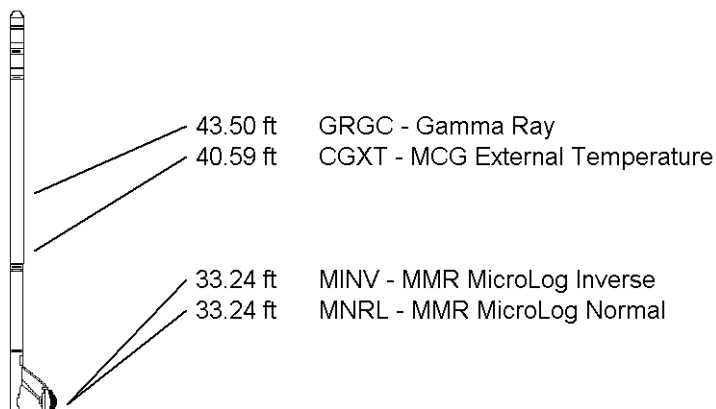 43.50 ft GRGC - Gamma Ray
40.59 ft CGXT - MCG External Temperature
33.24 ft MINV - MMR MicroLog Inverse
33.24 ft MNRL - MMR MicroLog Normal